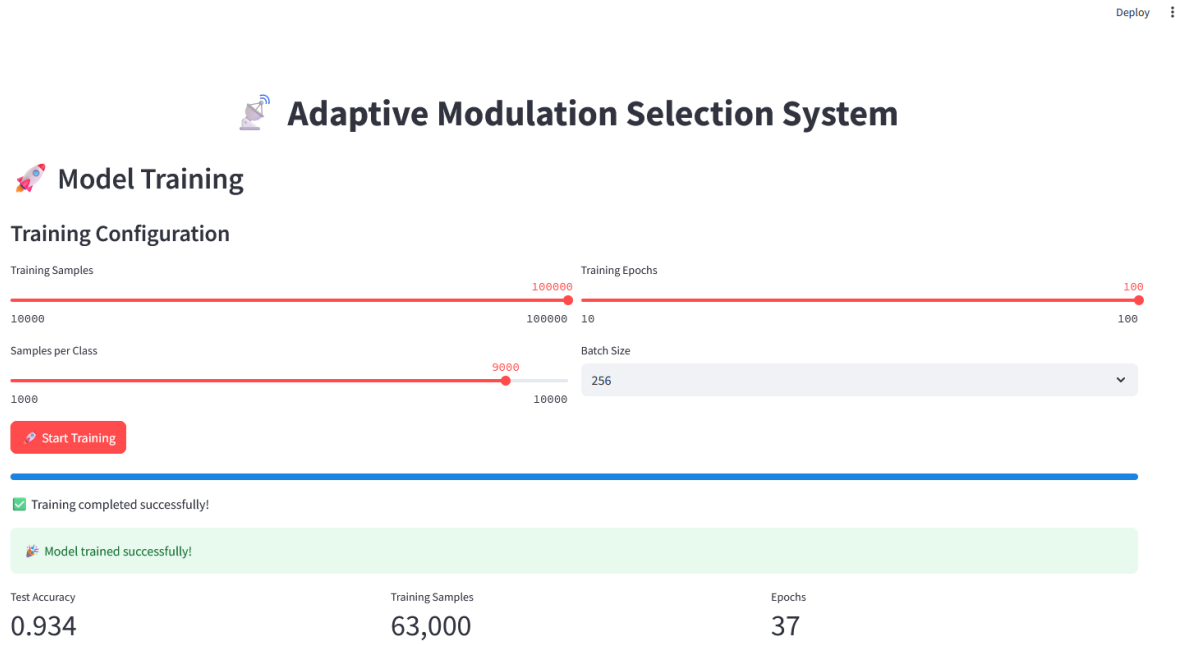 Deploy
Adaptive Modulation Selection System
Model Training
Training Configuration
Training Samples
100000
10000 100000
Training Epochs
100
10 100
Samples per Class
9000
1000 10000
Batch Size
256
Start Training
Training completed successfully!
Model trained successfully!
Test Accuracy
0.934
Training Samples
63,000
Epochs
37